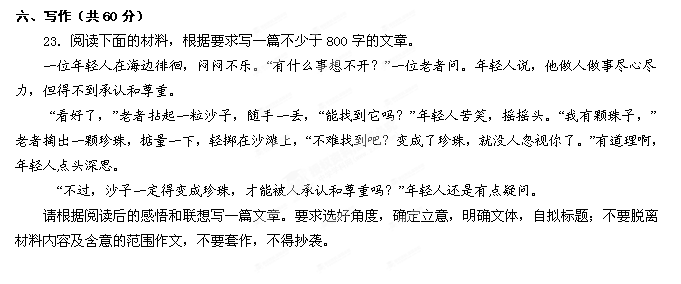 六、写作（共 60 分）
23．阅读下面的材料，根据要求写一篇不少于 800 字的文章。
一位年轻人在海边徘徊，闷闷不乐。“有什么事想不开？”一位老者问。年轻人说，他做人做事尽心尽
力，但得不到承认和尊重。
“看好了，”老者拈起一粒沙子，随手一丢，“能找到它吗？”年轻人苦笑，摇摇头。“我有颗珠子，”
老者掏出一颗珍珠，掂量一下，轻掷在沙滩上，“不难找到吧？变成了珍珠，就没人忽视你了。”有道理啊，
年轻人点头深思。
“不过，沙子一定得变成珍珠，才能被人承认和尊重吗？”年轻人还是有点疑问。
请根据阅读后的感悟和联想写一篇文章。要求选好角度，确定立意，明确文体，自拟标题；不要脱离
材料内容及含意的范围作文，不要套作，不得抄袭。